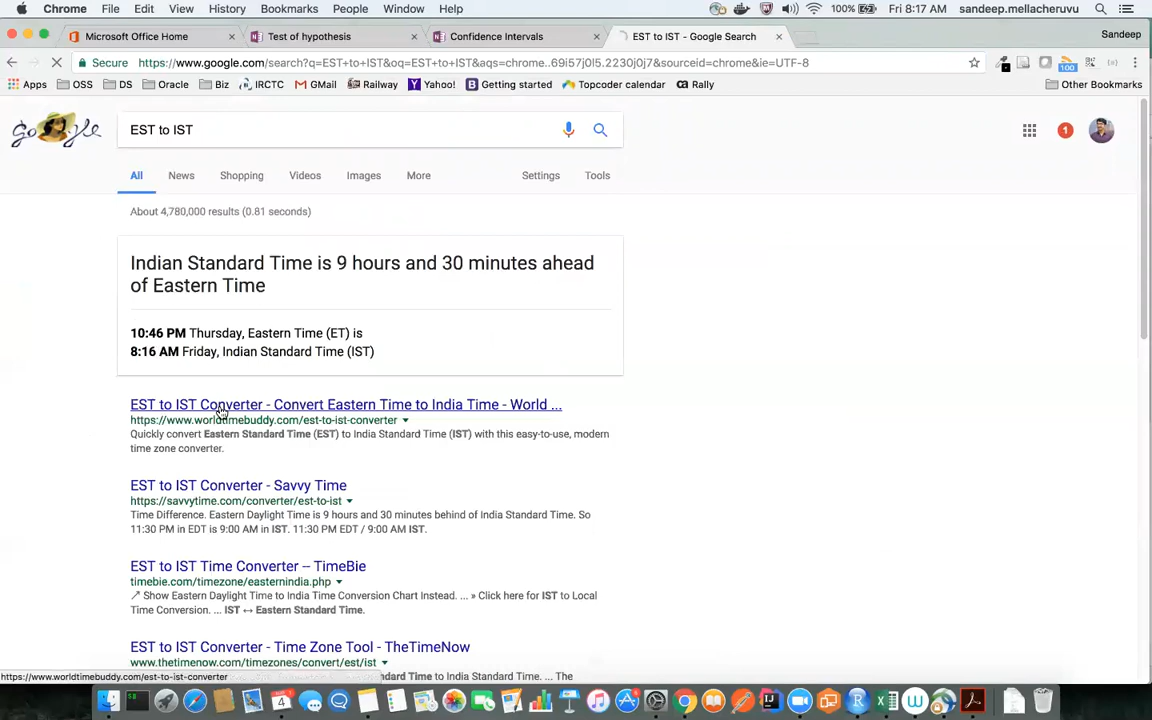 Chrome File Edit View History Bookmarks People Window Help 100% Fri 8:17 AM sandeep.mellacheruvu
Microsoft Office Home Test of hypothesis Confidence Intervals EST to IST - Google Search Sandeep
Secure https://www.google.com/search?q=EST+to+IST&oq=EST+to+IST&aqs=chrome..69i57j0l5.2230j0j7&sourceid=chrome&ie=UTF-8
Apps OSS DS Oracle Biz IRCTC GMail Railway Yahoo! Getting started Topcoder calendar Rally Other Bookmarks
EST to IST
1
All News Shopping Videos Images More Settings Tools
About 4,780,000 results (0.81 seconds)
Indian Standard Time is 9 hours and 30 minutes ahead
of Eastern Time
10:46 PM Thursday, Eastern Time (ET) is
8:16 AM Friday, Indian Standard Time (IST)
EST to IST Converter - Convert Eastern Time to India Time - World ...
https://www.worldtimebuddy.com/est-to-ist-converter
Quickly convert Eastern Standard Time (EST) to India Standard Time (IST) with this easy-to-use, modern
time zone converter.
EST to IST Converter - Savvy Time
https://savvytime.com/converter/est-to-ist
Time Difference. Eastern Daylight Time is 9 hours and 30 minutes behind of India Standard Time. So
11:30 PM in EDT is 9:00 AM in IST. 11:30 PM EDT / 9:00 AM IST.
EST to IST Time Converter -- TimeBie
timebie.com/timezone/easternindia.php
Show Eastern Daylight Time to India Time Conversion Chart Instead. ... » Click here for IST to Local
Time Conversion. ... IST ↔ Eastern Standard Time.
EST to IST Converter - Time Zone Tool - TheTimeNow
www.thetimenow.com/timezones/convert/est/ist
https://www.worldtimebuddy.com/est-to-ist-converter ndard Time (EST) to India Standard Time (IST). ... The